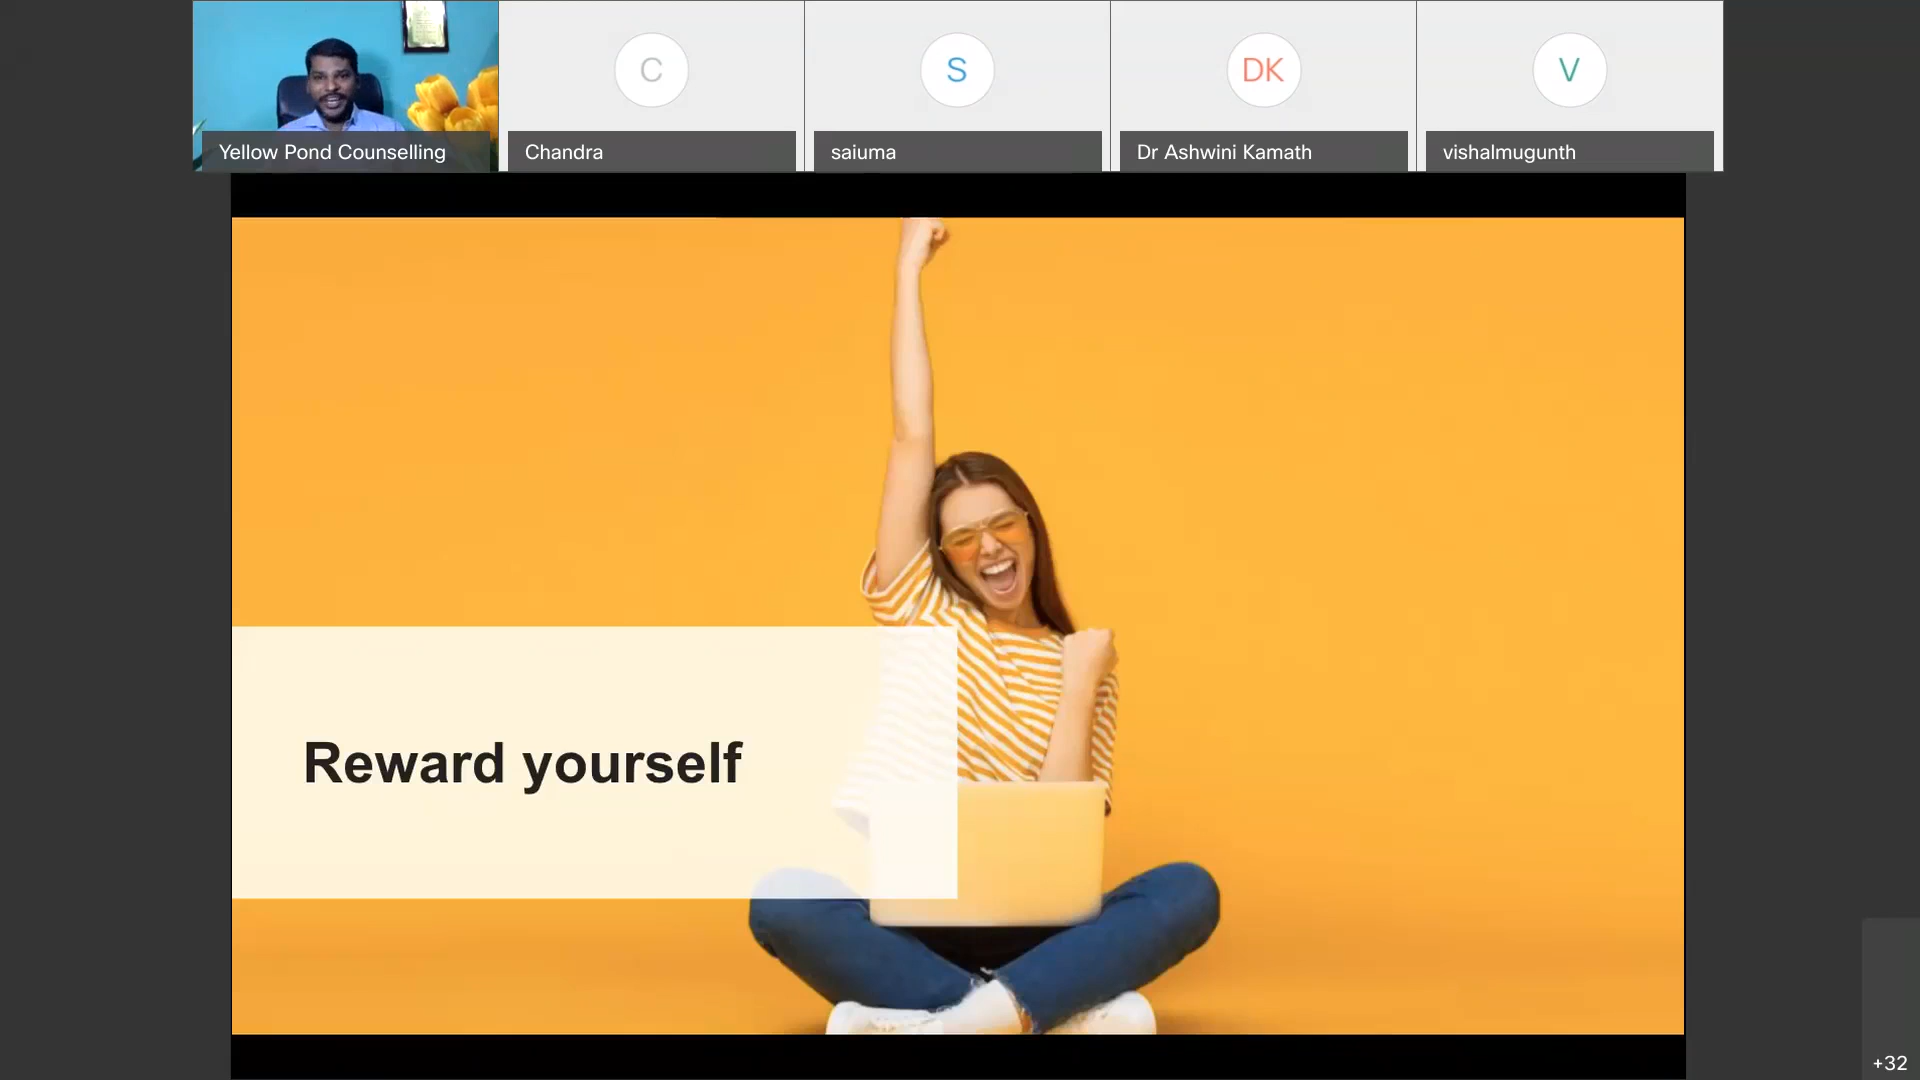 C
S
DK
V
Yellow Pond Counselling
Chandra
saiuma
Dr Ashwini Kamath
vishalmugunth
Reward yourself
+32